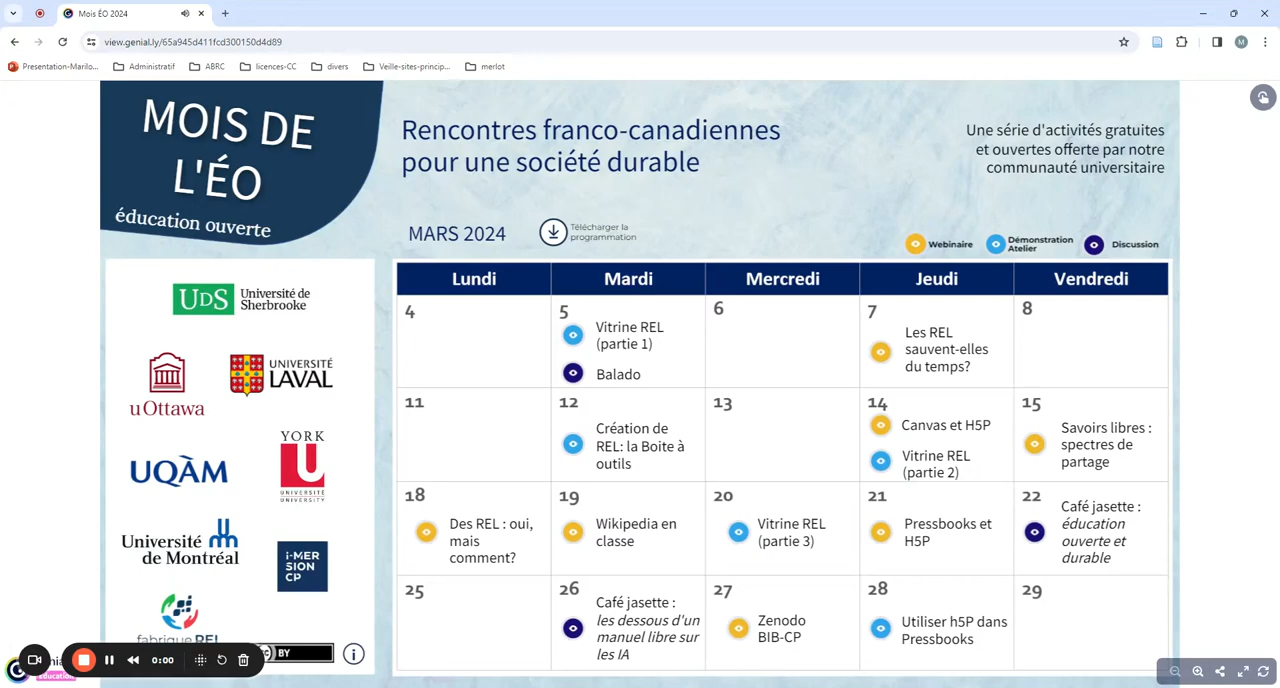 Mois ÉO 2024
view.genial.ly/65a945d411fcd300150d4d89
M
Presentation-Marilo...
Administratif
ABRC
licences-CC
divers
Veille-sites-princip...
merlot
MOIS DE
L'ÉO
éducation ouverte
Rencontres franco-canadiennes
pour une société durable
Une série d'activités gratuites
et ouvertes offerte par notre
communauté universitaire
MARS 2024
Télécharger la
programmation
Webinaire
Démonstration
Atelier
Discussion
UDS Université de
Sherbrooke
uOttawa
UNIVERSITÉ
LAVAL
UQÀM
YORK
U
UNIVERSITÉ
UNIVERSITY
Université
de Montréal
i-MER
SION
CP
fabrique REL
BY
0:00
Lundi Mardi Mercredi Jeudi Vendredi
4
5
Vitrine REL
(partie 1)
Balado
6
7
Les REL
sauvent-elles
du temps?
8
11
12
Création de
REL: la Boite à
outils
13
14
Canvas et H5P
Vitrine REL
(partie 2)
15
Savoirs libres :
spectres de
partage
18
Des REL : oui,
mais
comment?
19
Wikipedia en
classe
20
Vitrine REL
(partie 3)
21
Pressbooks et
H5P
22
Café jasette :
éducation
ouverte et
durable
25
26
Café jasette :
les dessous d'un
manuel libre sur
les IA
27
Zenodo
BIB-CP
28
Utiliser h5P dans
Pressbooks
29